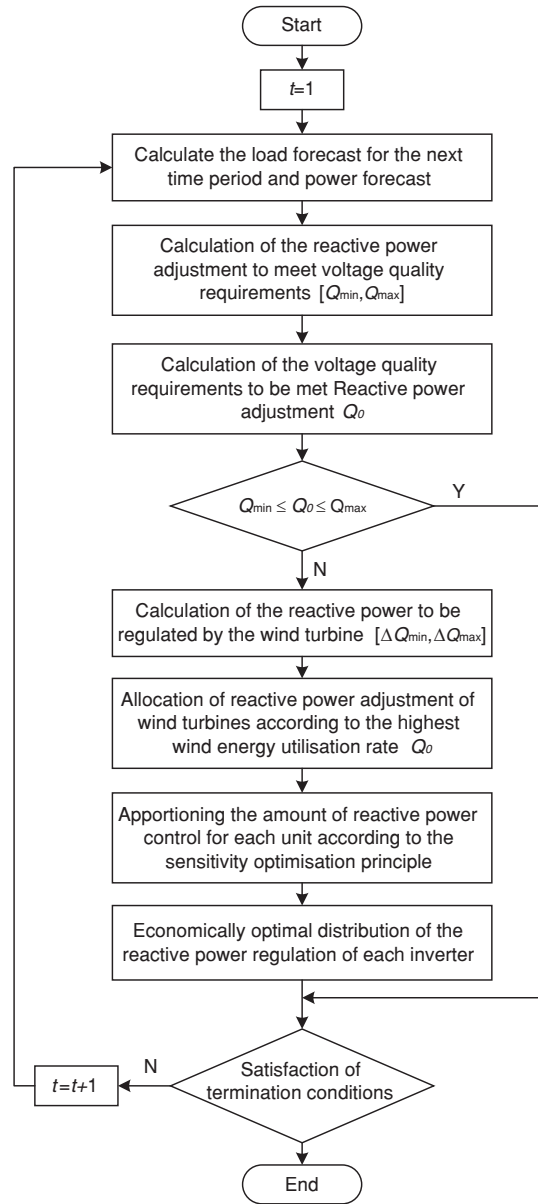 Start
t=1
Calculate the load forecast for the next
time period and power forecast
Calculation of the reactive power
adjustment to meet voltage quality
requirements [Qmin,Qmax]
Calculation of the voltage quality
requirements to be met Reactive power
adjustment Q0
Qmin ≤ Q0 ≤ Qmax
Y
N
Calculation of the reactive power to be
regulated by the wind turbine [ΔQmin,ΔQmax]
Allocation of reactive power adjustment of
wind turbines according to the highest
wind energy utilisation rate Q0
Apportioning the amount of reactive power
control for each unit according to the
sensitivity optimisation principle
Economically optimal distribution of the
reactive power regulation of each inverter
Satisfaction of
termination conditions
N
t=t+1
End